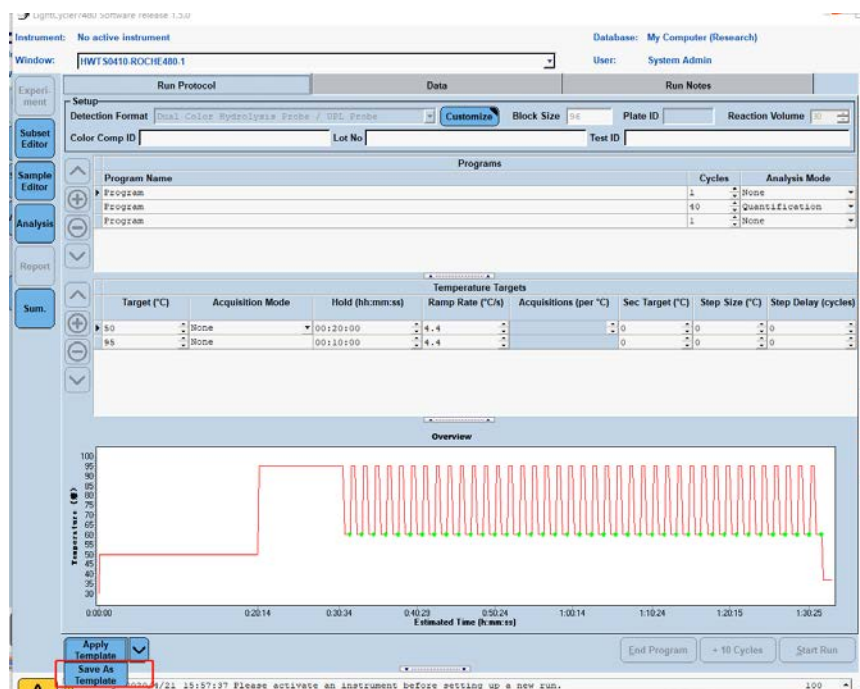 LightCycler480 Software release 1.5.0
Instrument: No active instrument Database: My Computer (Research)
Window: HWTS0410-ROCHE480-1 User: System Admin
Experi-
ment
Subset
Editor
Sample
Editor
Analysis
Report
Sum.
Run Protocol Data Run Notes
Setup
Detection Format Dual Color Hydrolysis Probe / UPL Probe Customize Block Size 96 Plate ID Reaction Volume
Color Comp ID Lot No Test ID
Programs
Program Name Cycles Analysis Mode
Program 1 None
Program 40 Quantification
Program 1 None
Temperature Targets
Target (°C) Acquisition Mode Hold (hh:mm:ss) Ramp Rate (°C/s) Acquisitions (per °C) Sec Target (°C) Step Size (°C) Step Delay (cycles)
50 None 00:20:00 4.4 0 0 0
95 None 00:10:00 4.4 0 0 0
Overview
Temperature
100
95
90
85
80
75
70
65
60
55
50
45
40
35
30
0:00:00 0:20:14 0:30:34 0:40:29 0:50:24 1:00:14 1:10:24 1:20:15 1:30:25
Estimated Time (h:mm:ss)
Apply
Template
Save As
Template
End Program + 10 Cycles Start Run
4/21 15:57:37 Please activate an instrument before setting up a new run. 100